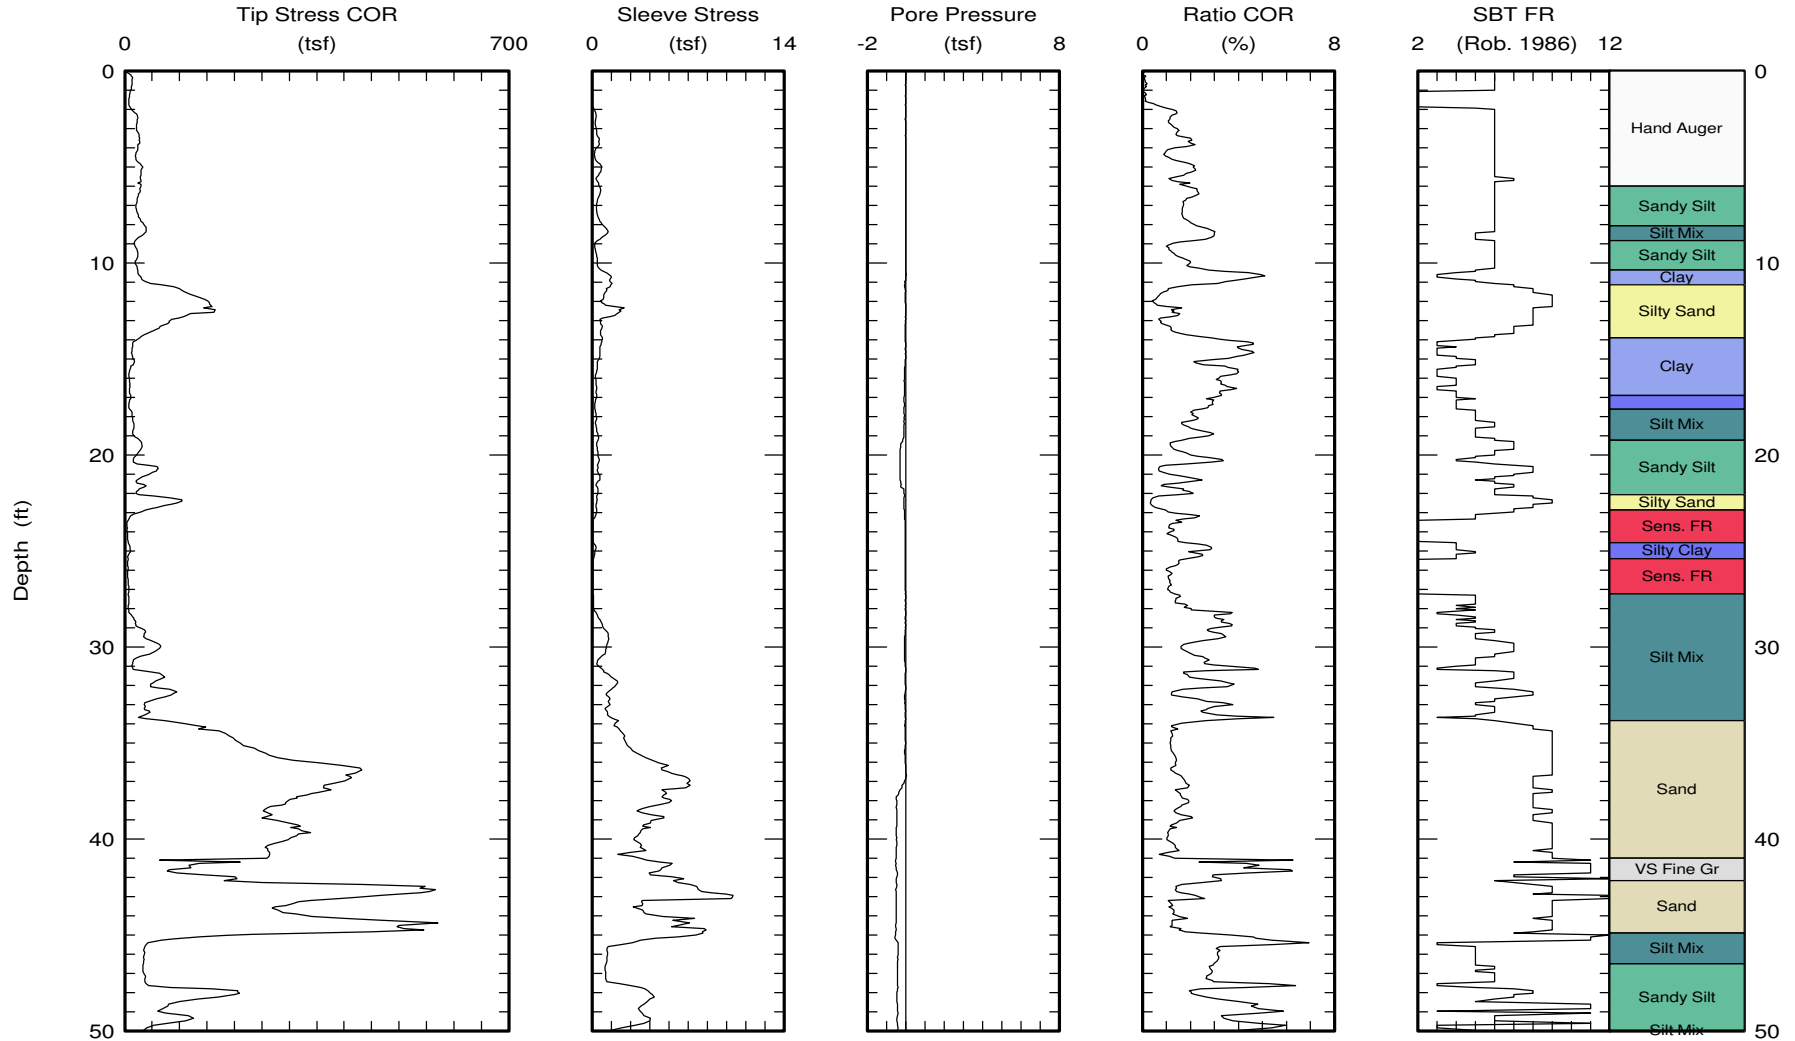 Tip Stress COR Sleeve Stress Pore Pressure Ratio COR SBT FR
0 (tsf) 700 0 (tsf) 14 -2 (tsf) 8 0 (%) 8 2 (Rob. 1986) 12
0 0
Hand Auger
Sandy Silt
Silt Mix
Sandy Silt
10 10
Clay
Silty Sand
Clay
Silt Mix
20 20
Sandy Silt
Silty Sand
Sens. FR
Silty Clay
Sens. FR
Depth (ft)
30 30
Silt Mix
Sand
40 40
VS Fine Gr
Sand
Silt Mix
Sandy Silt
50 Silt Mix 50